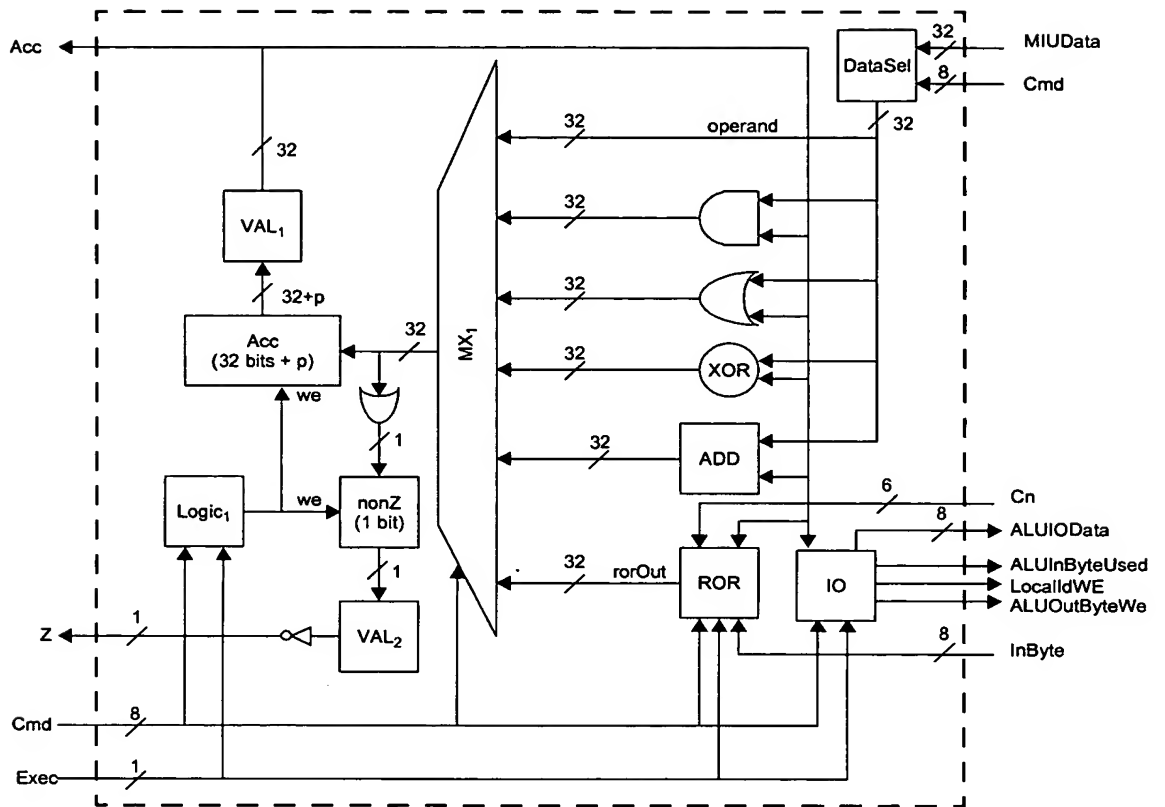 Acc
32
MIUData
DataSel
8
Cmd
32
32
operand
32
32
VAL₁
32+p
32
Acc
(32 bits + p)
32
MX₁
32
XOR
we
1
32
ADD
Logic₁
we
nonZ
(1 bit)
6
Cn
8
ALUIOData
1
32
rorOut
ROR
IO
ALUInByteUsed
LocalIdWE
ALUOutByteWe
Z
1
VAL₂
8
InByte
Cmd
8
Exec
1